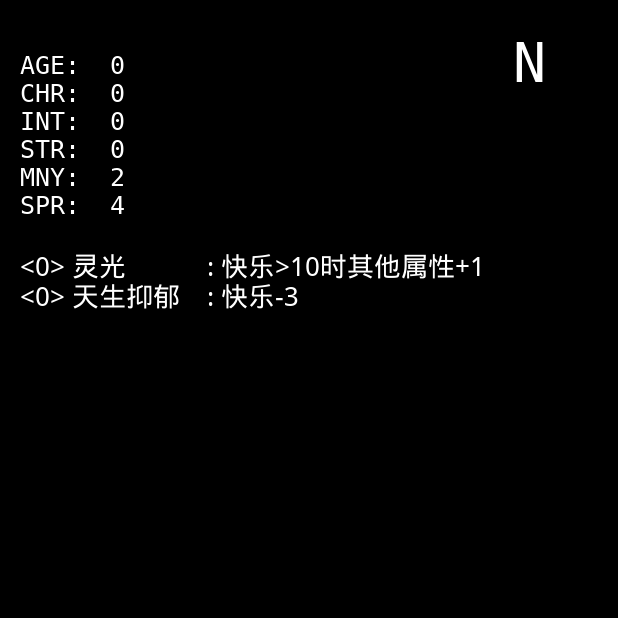 N
AGE: 0
CHR: 0
INT: 0
STR: 0
MNY: 2
SPR: 4
<0> 灵光 : 快乐>10时其他属性+1
<0> 天生抑郁 : 快乐-3